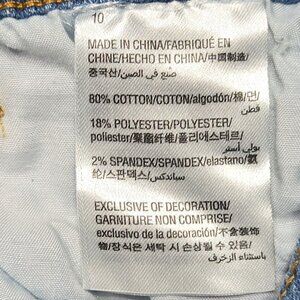 10
MADE IN CHINA/FABRIQUÉ EN
CHINE/HECHO EN CHINA/中国制造/
중국산/صنع في الصين/
80% COTTON/COTON/algodón/棉/면/
قطن
18% POLYESTER/POLYESTER/
poliester/聚酯纤维/폴리에스테르/
بولي أستر
2% SPANDEX/SPANDEX/elastano/氨
纶/스판덱스/سباندكس
EXCLUSIVE OF DECORATION/
GARNITURE NON COMPRISE/
exclusivo de la decoración/不含装饰
物/장식은 세탁 시 손상될 수 있음/
باستثناء الزخرف